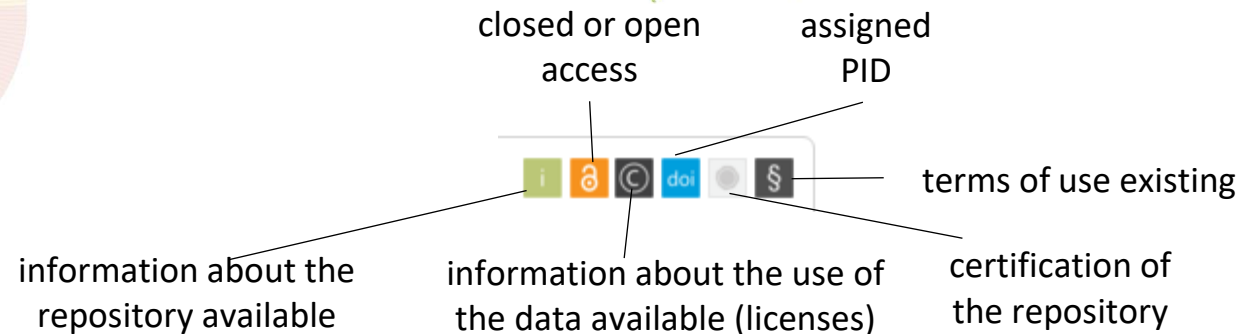 closed or open
access
assigned
PID
i
©
doi
§
terms of use existing
information about the
repository available
information about the use of
the data available (licenses)
certification of
the repository